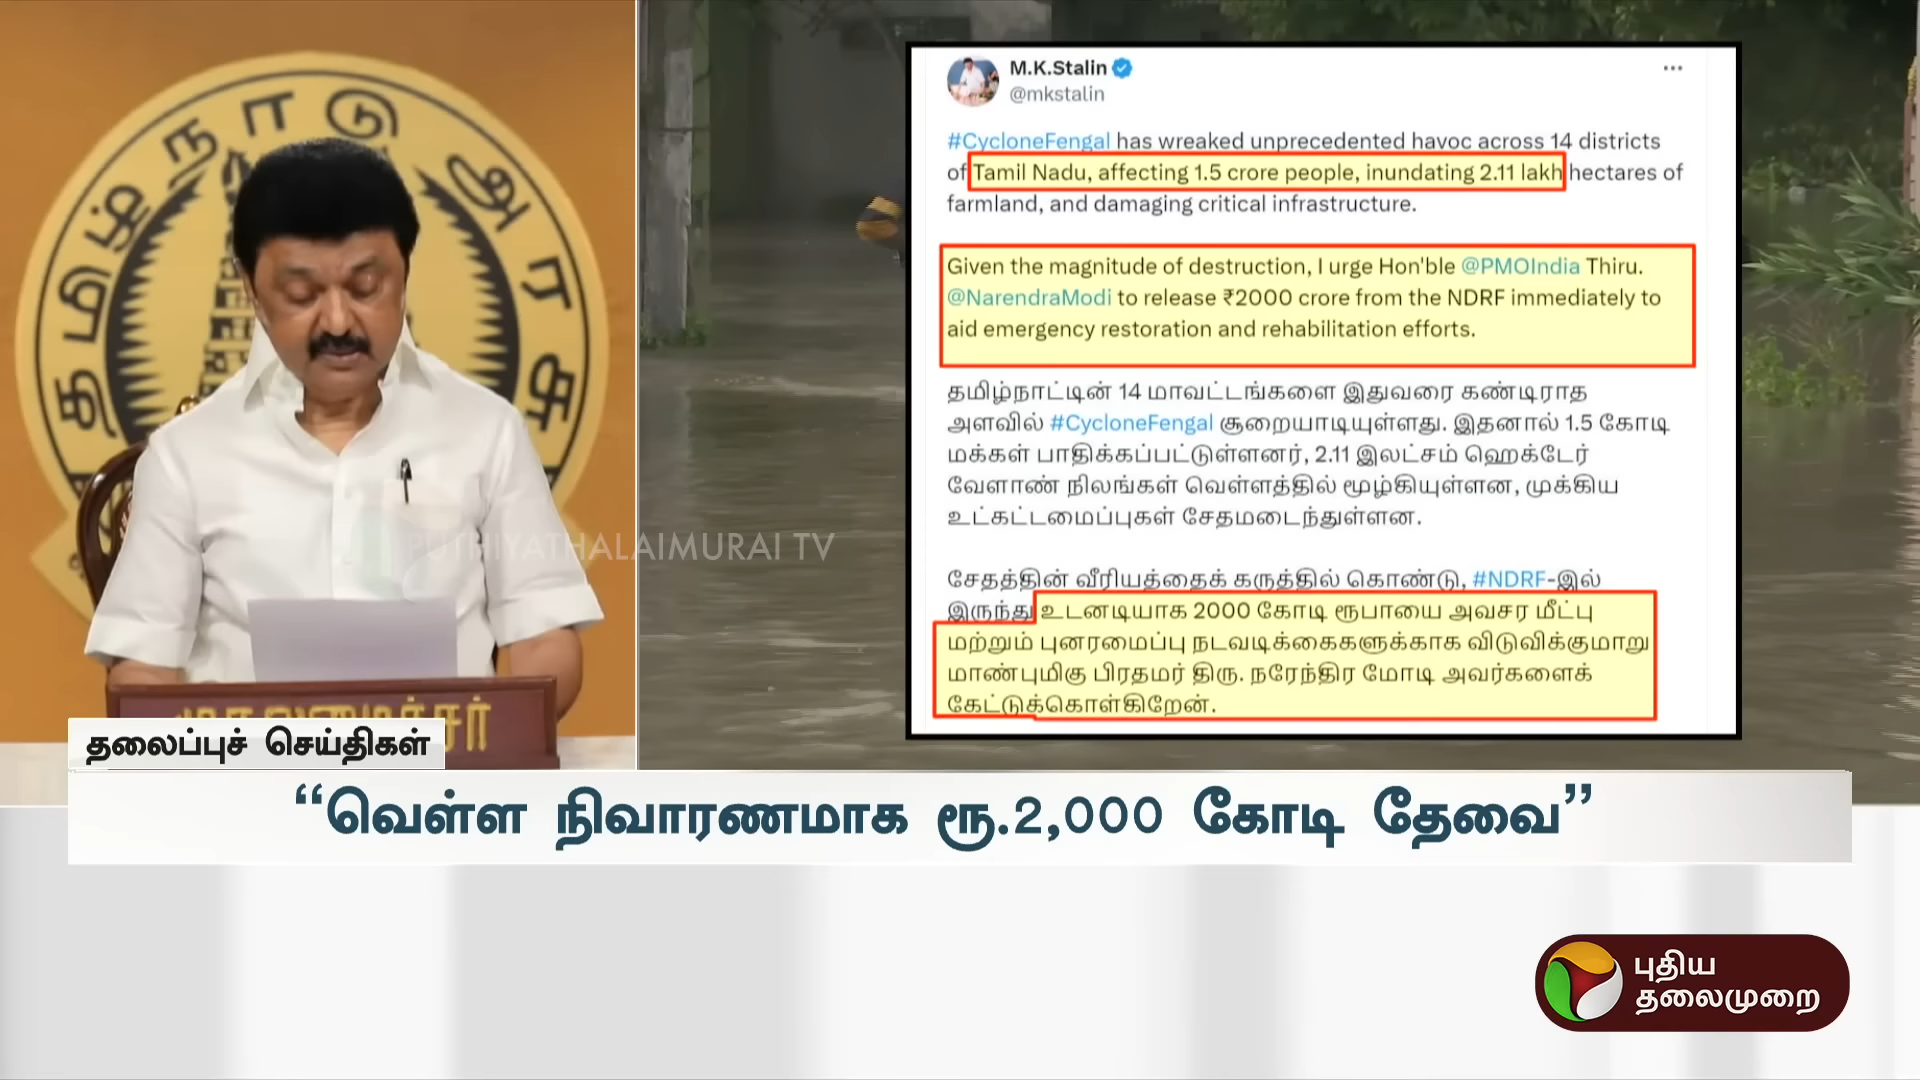 தமிழ்நாடு அரசு
M.K.Stalin
@mkstalin
#CycloneFengal has wreaked unprecedented havoc across 14 districts
of Tamil Nadu, affecting 1.5 crore people, inundating 2.11 lakh hectares of
farmland, and damaging critical infrastructure.
Given the magnitude of destruction, I urge Hon'ble @PMOIndia Thiru.
@NarendraModi to release ₹2000 crore from the NDRF immediately to
aid emergency restoration and rehabilitation efforts.
தமிழ்நாட்டின் 14 மாவட்டங்களை இதுவரை கண்டிராத
அளவில் #CycloneFengal சூறையாடியுள்ளது. இதனால் 1.5 கோடி
மக்கள் பாதிக்கப்பட்டுள்ளனர், 2.11 இலட்சம் ஹெக்டேர்
வேளாண் நிலங்கள் வெள்ளத்தில் மூழ்கியுள்ளன, முக்கிய
உட்கட்டமைப்புகள் சேதமடைந்துள்ளன.
சேதத்தின் வீரியத்தைக் கருத்தில் கொண்டு, #NDRF-இல்
இருந்து உடனடியாக 2000 கோடி ரூபாயை அவசர மீட்பு
மற்றும் புனரமைப்பு நடவடிக்கைகளுக்காக விடுவிக்குமாறு
மாண்புமிகு பிரதமர் திரு. நரேந்திர மோடி அவர்களைக்
கேட்டுக்கொள்கிறேன்.
PUTHIYATHALAIMURAI TV
தலைப்புச் செய்திகள்
“வெள்ள நிவாரணமாக ரூ.2,000 கோடி தேவை”
புதிய
தலைமுறை